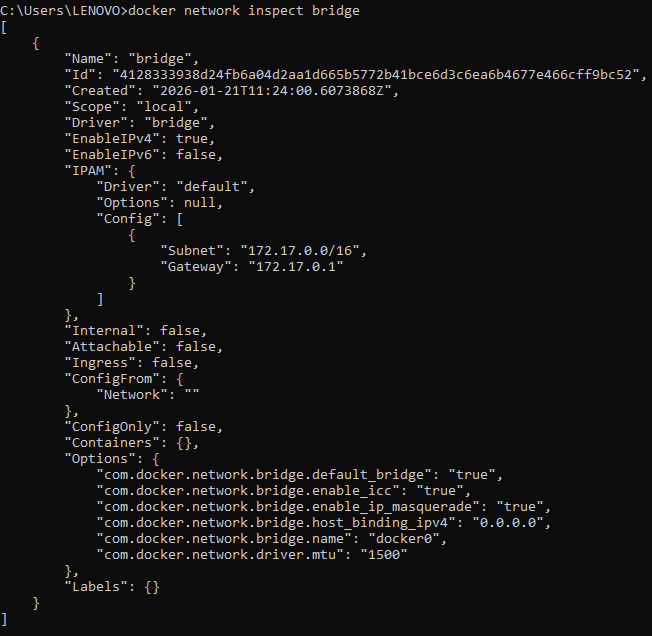 C:\Users\LENOVO>docker network inspect bridge
[
    {
        "Name": "bridge",
        "Id": "4128333938d24fb6a04d2aa1d665b5772b41bce6d3c6ea6b4677e466cff9bc52",
        "Created": "2026-01-21T11:24:00.6073868Z",
        "Scope": "local",
        "Driver": "bridge",
        "EnableIPv4": true,
        "EnableIPv6": false,
        "IPAM": {
            "Driver": "default",
            "Options": null,
            "Config": [
                {
                    "Subnet": "172.17.0.0/16",
                    "Gateway": "172.17.0.1"
                }
            ]
        },
        "Internal": false,
        "Attachable": false,
        "Ingress": false,
        "ConfigFrom": {
            "Network": ""
        },
        "ConfigOnly": false,
        "Containers": {},
        "Options": {
            "com.docker.network.bridge.default_bridge": "true",
            "com.docker.network.bridge.enable_icc": "true",
            "com.docker.network.bridge.enable_ip_masquerade": "true",
            "com.docker.network.bridge.host_binding_ipv4": "0.0.0.0",
            "com.docker.network.bridge.name": "docker0",
            "com.docker.network.driver.mtu": "1500"
        },
        "Labels": {}
    }
]